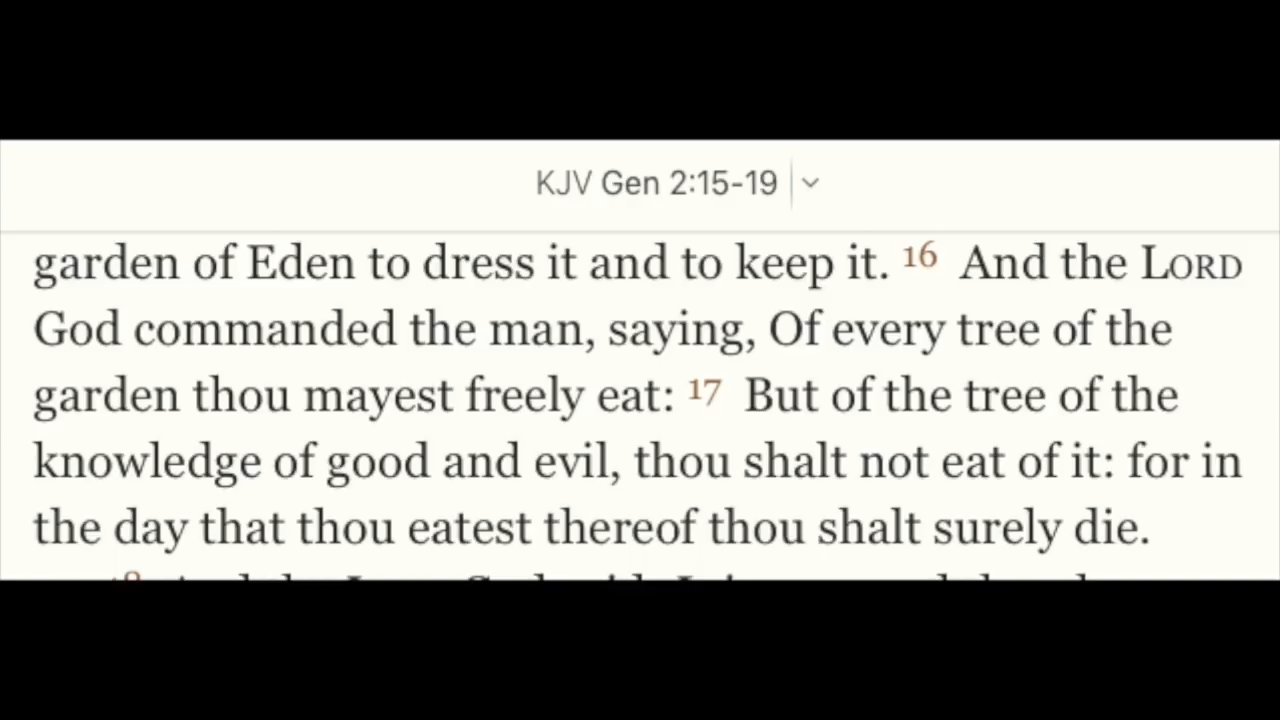 KJV Gen 2:15-19
garden of Eden to dress it and to keep it. 16 And the LORD
God commanded the man, saying, Of every tree of the
garden thou mayest freely eat: 17 But of the tree of the
knowledge of good and evil, thou shalt not eat of it: for in
the day that thou eatest thereof thou shalt surely die.